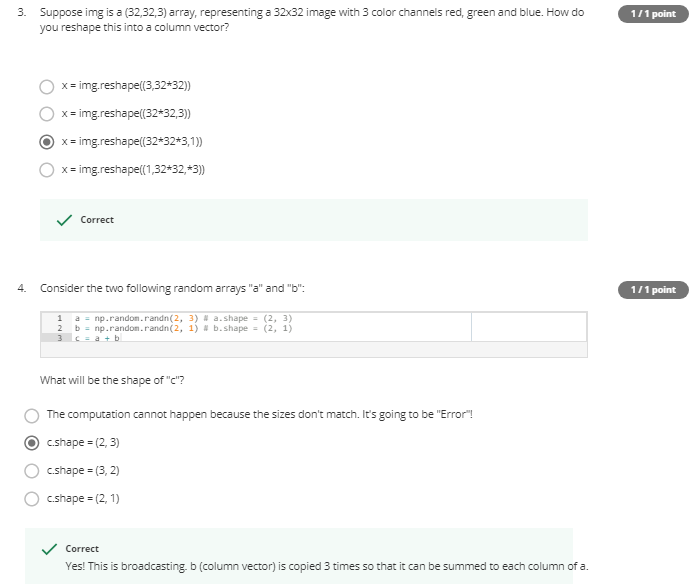 3. Suppose img is a (32,32,3) array, representing a 32x32 image with 3 color channels red, green and blue. How do
1 / 1 point
you reshape this into a column vector?
x = img.reshape((3,32*32))
x = img.reshape((32*32,3))
x = img.reshape((32*32*3,1))
x = img.reshape((1,32*32,*3))
Correct
4. Consider the two following random arrays "a" and "b":
1 / 1 point
1 a = np.random.randn(2, 3) # a.shape = (2, 3)
2 b = np.random.randn(2, 1) # b.shape = (2, 1)
3 c = a + b
What will be the shape of "c"?
The computation cannot happen because the sizes don't match. It's going to be "Error"!
c.shape = (2, 3)
c.shape = (3, 2)
c.shape = (2, 1)
Correct
Yes! This is broadcasting. b (column vector) is copied 3 times so that it can be summed to each column of a.